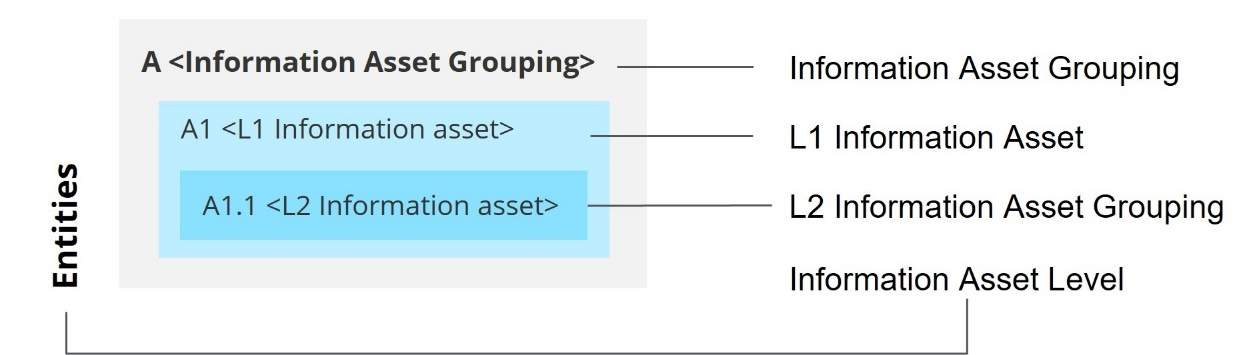 A <Information Asset Grouping>
Information Asset Grouping
A1 <L1 Information asset>
L1 Information Asset
A1.1 <L2 Information asset>
L2 Information Asset Grouping
Entities
Information Asset Level